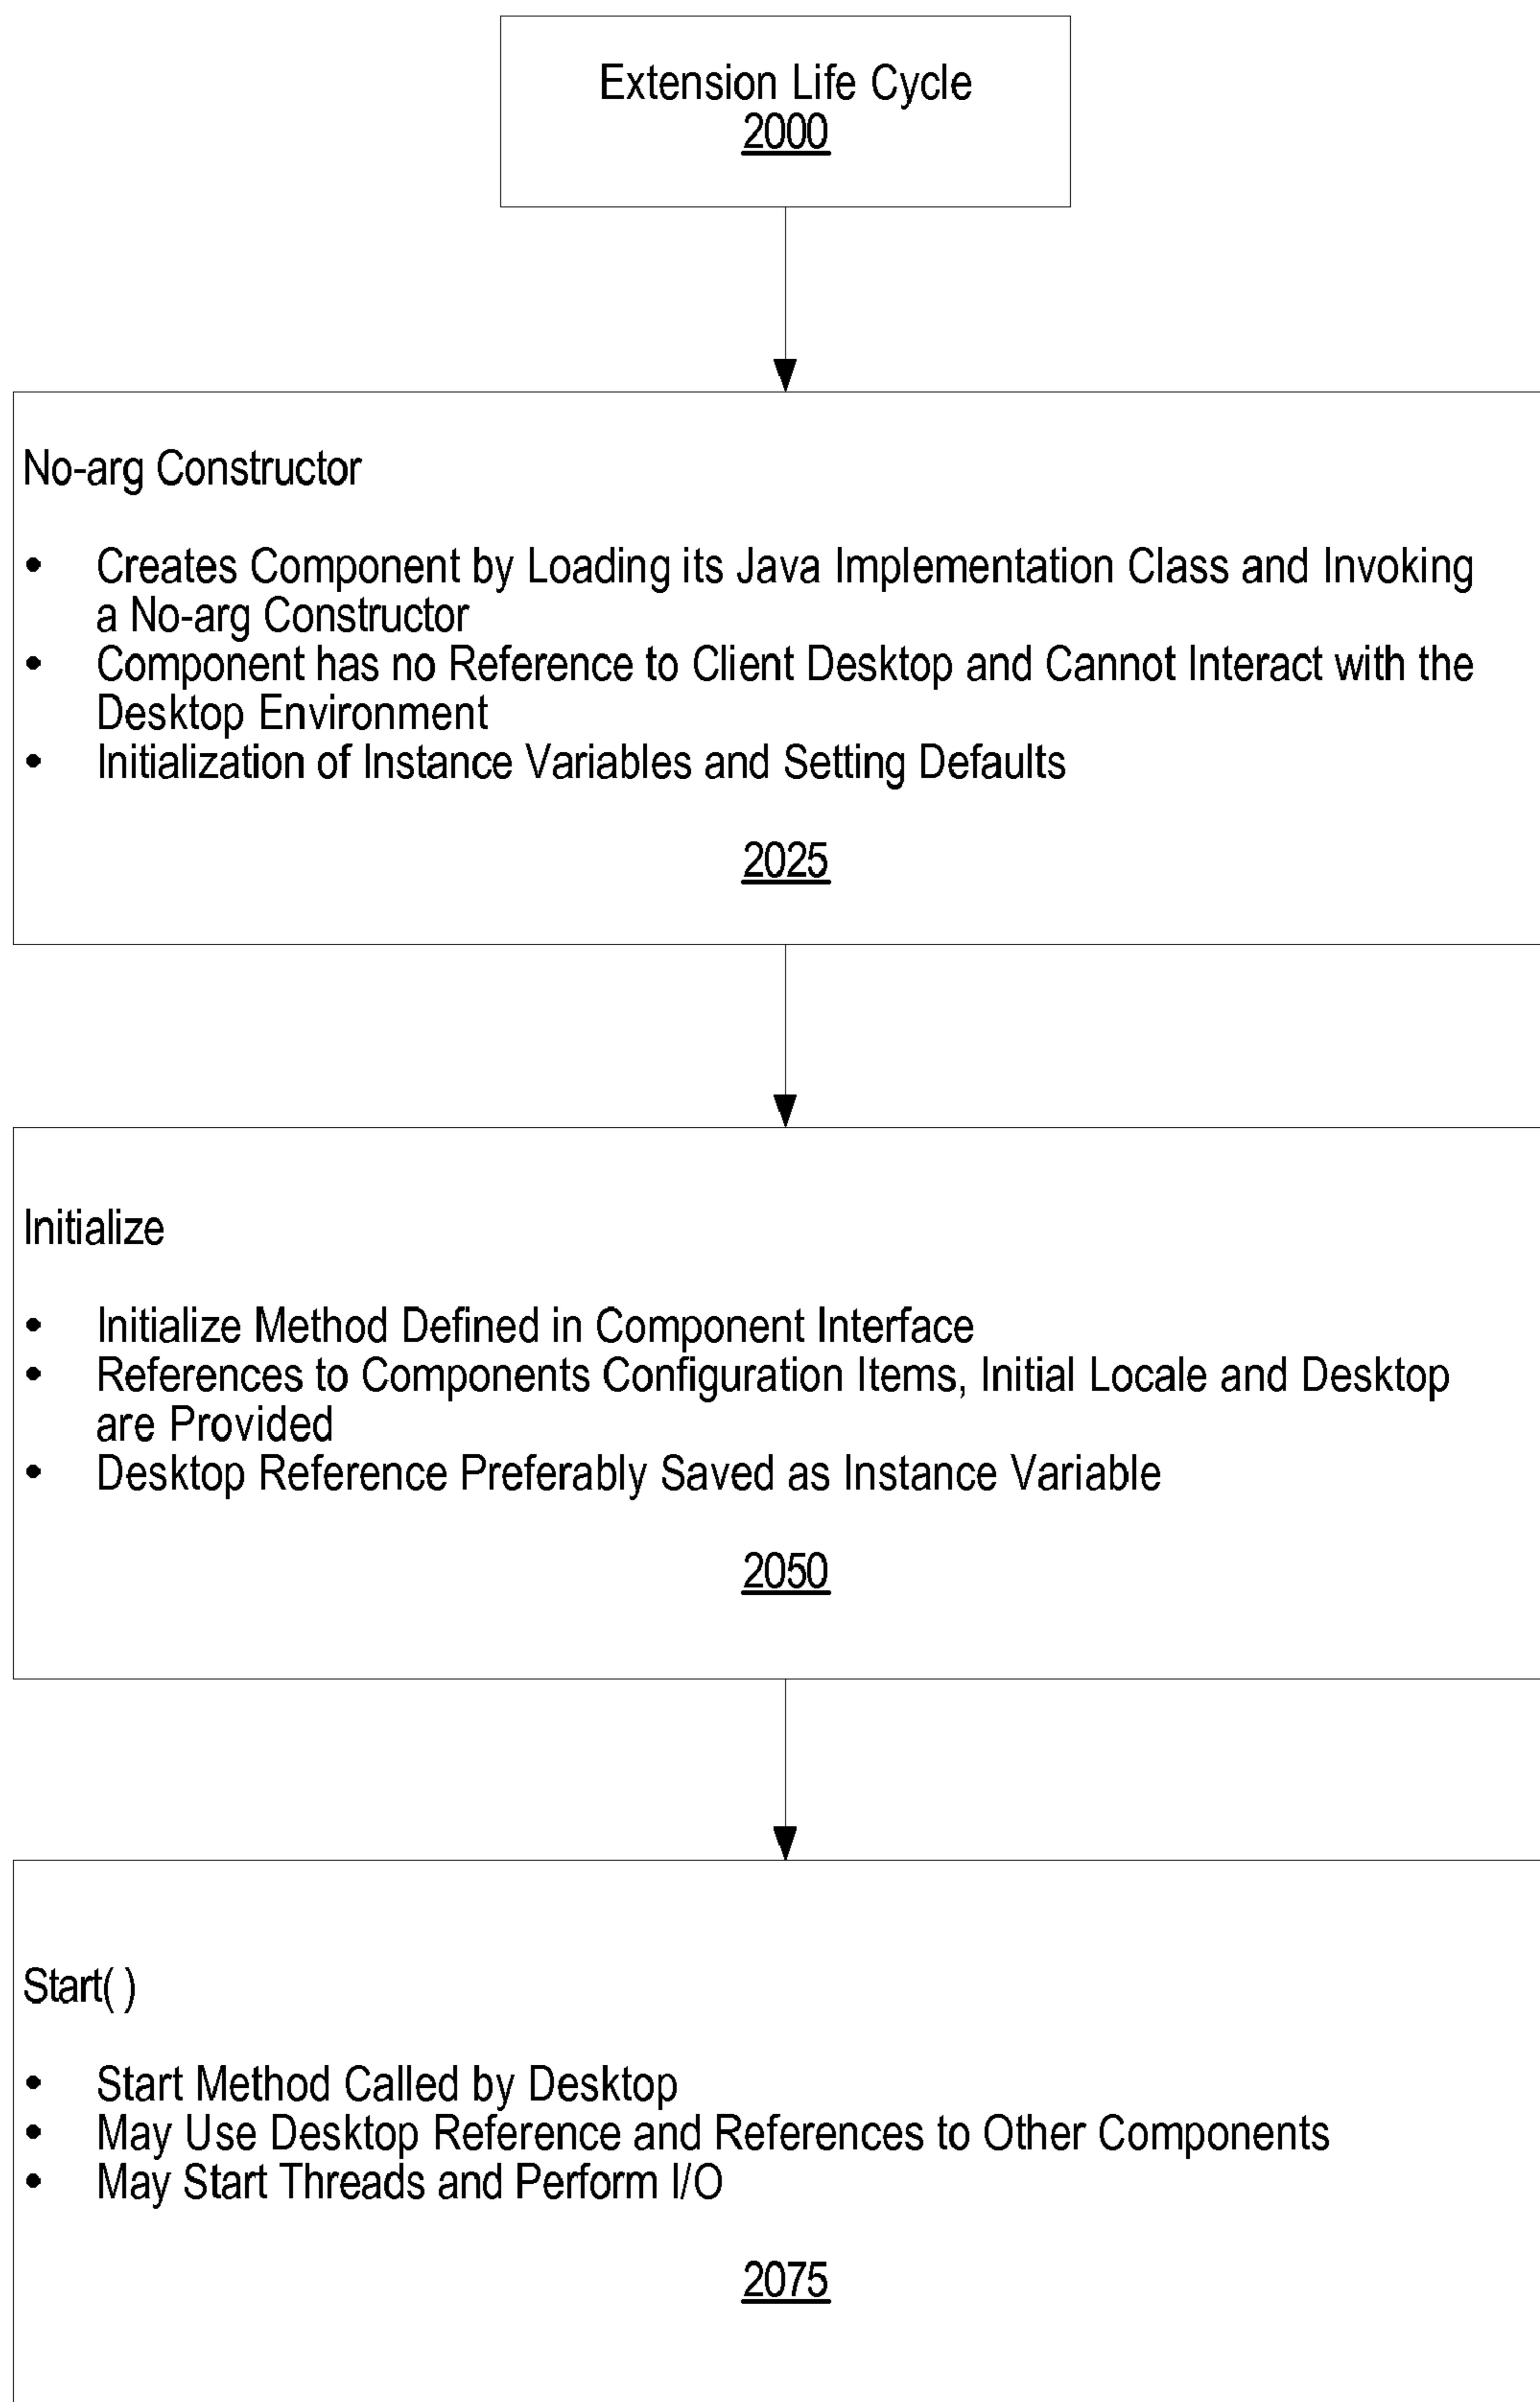 Extension Life Cycle
2000
No-arg Constructor
• Creates Component by Loading its Java Implementation Class and Invoking
a No-arg Constructor
• Component has no Reference to Client Desktop and Cannot Interact with the
Desktop Environment
• Initialization of Instance Variables and Setting Defaults
2025
Initialize
• Initialize Method Defined in Component Interface
• References to Components Configuration Items, Initial Locale and Desktop
are Provided
• Desktop Reference Preferably Saved as Instance Variable
2050
Start( )
• Start Method Called by Desktop
• May Use Desktop Reference and References to Other Components
• May Start Threads and Perform I/O
2075